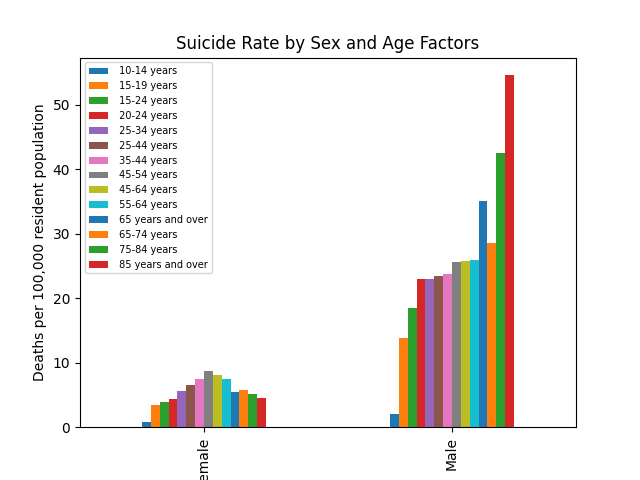 Suicide Rate by Sex and Age Factors
Deaths per 100,000 resident population
50
40
30
20
10
0
10-14 years
15-19 years
15-24 years
20-24 years
25-34 years
25-44 years
35-44 years
45-54 years
45-64 years
55-64 years
65 years and over
65-74 years
75-84 years
85 years and over
emale
Male